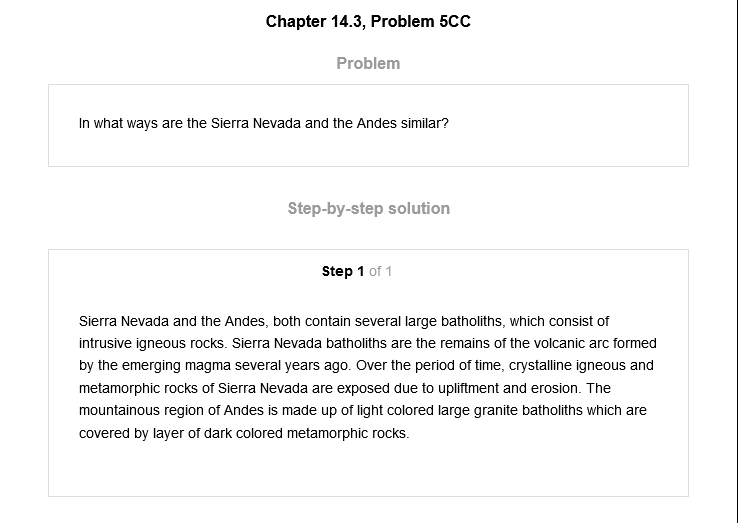 Chapter 14.3, Problem 5CC
Problem
In what ways are the Sierra Nevada and the Andes similar?
Step-by-step solution
Step 1 of 1
Sierra Nevada and the Andes, both contain several large batholiths, which consist of
intrusive igneous rocks. Sierra Nevada batholiths are the remains of the volcanic arc formed
by the emerging magma several years ago. Over the period of time, crystalline igneous and
metamorphic rocks of Sierra Nevada are exposed due to upliftment and erosion. The
mountainous region of Andes is made up of light colored large granite batholiths which are
covered by layer of dark colored metamorphic rocks.